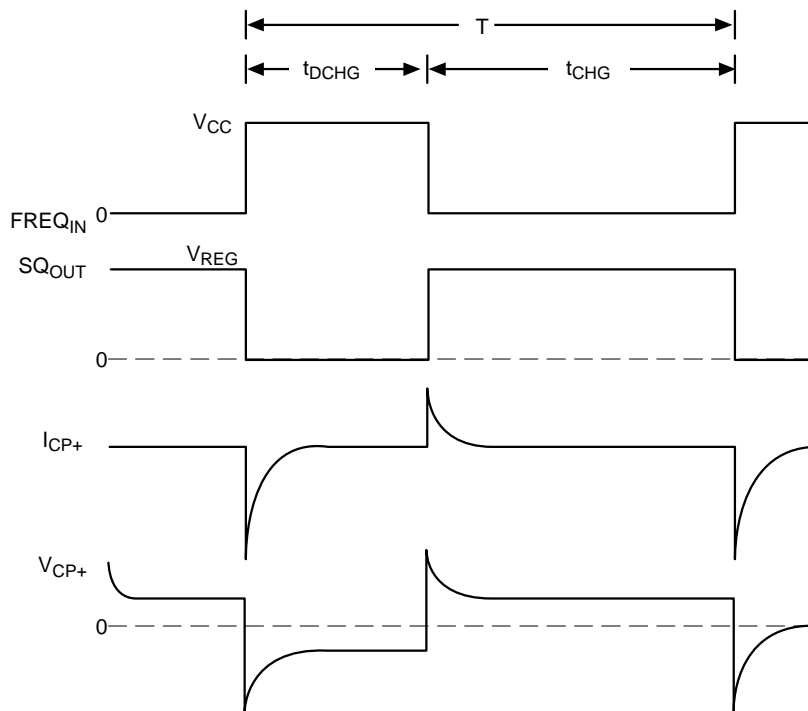 T
tDCHG
tCHG
VCC
0
FREQIN
VREG
SQOUT
0
ICP+
VCP+
0